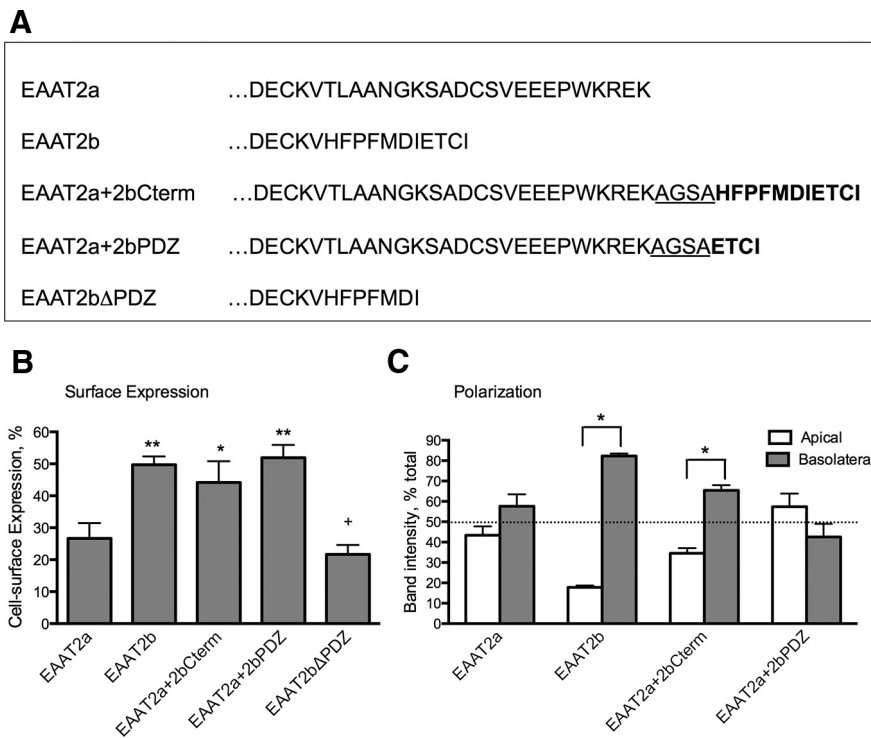 A
EAAT2a ...DECKVTLAANGKSADCSVEEEPWKREK
EAAT2b ...DECKVHFPFMDIETCI
EAAT2a+2bCterm ...DECKVTLAANGKSADCSVEEEPWKREKAGSAHFPFMDIETCI
EAAT2a+2bPDZ ...DECKVTLAANGKSADCSVEEEPWKREKAGSAETCI
EAAT2bΔPDZ ...DECKVHFPFMDI
B
Surface Expression
Cell-surface Expression, %
60
50
40
30
20
10
0
** * ** +
EAAT2a
EAAT2b
EAAT2a+2bCterm
EAAT2a+2bPDZ
EAAT2bΔPDZ
C
Polarization
Band intensity, % total
90
80
70
60
50
40
30
20
10
0
* *
Apical
Basolatera
EAAT2a
EAAT2b
EAAT2a+2bCterm
EAAT2a+2bPDZ